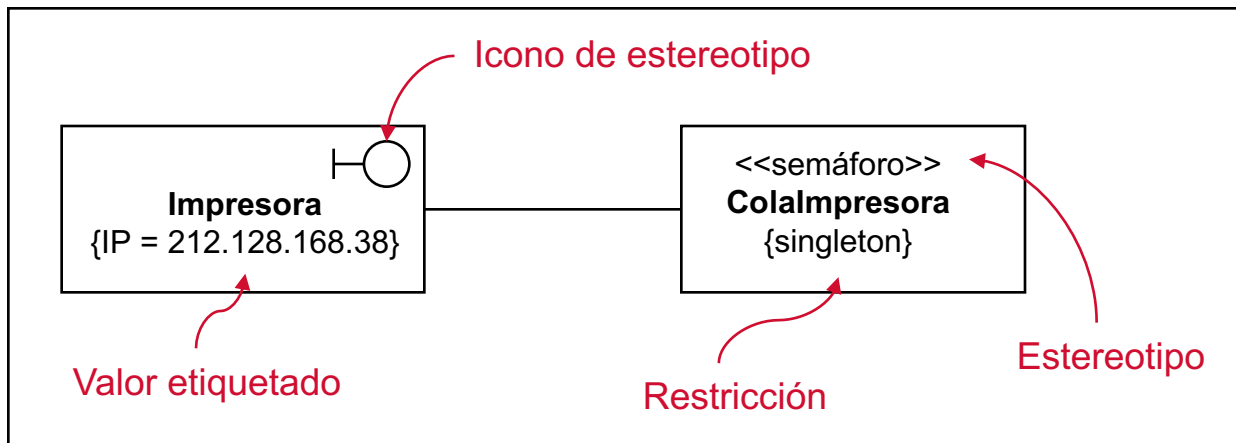 Icono de estereotipo
Impresora
{IP = 212.128.168.38}
<<semáforo>>
ColaImpresora
{singleton}
Valor etiquetado
Restricción
Estereotipo